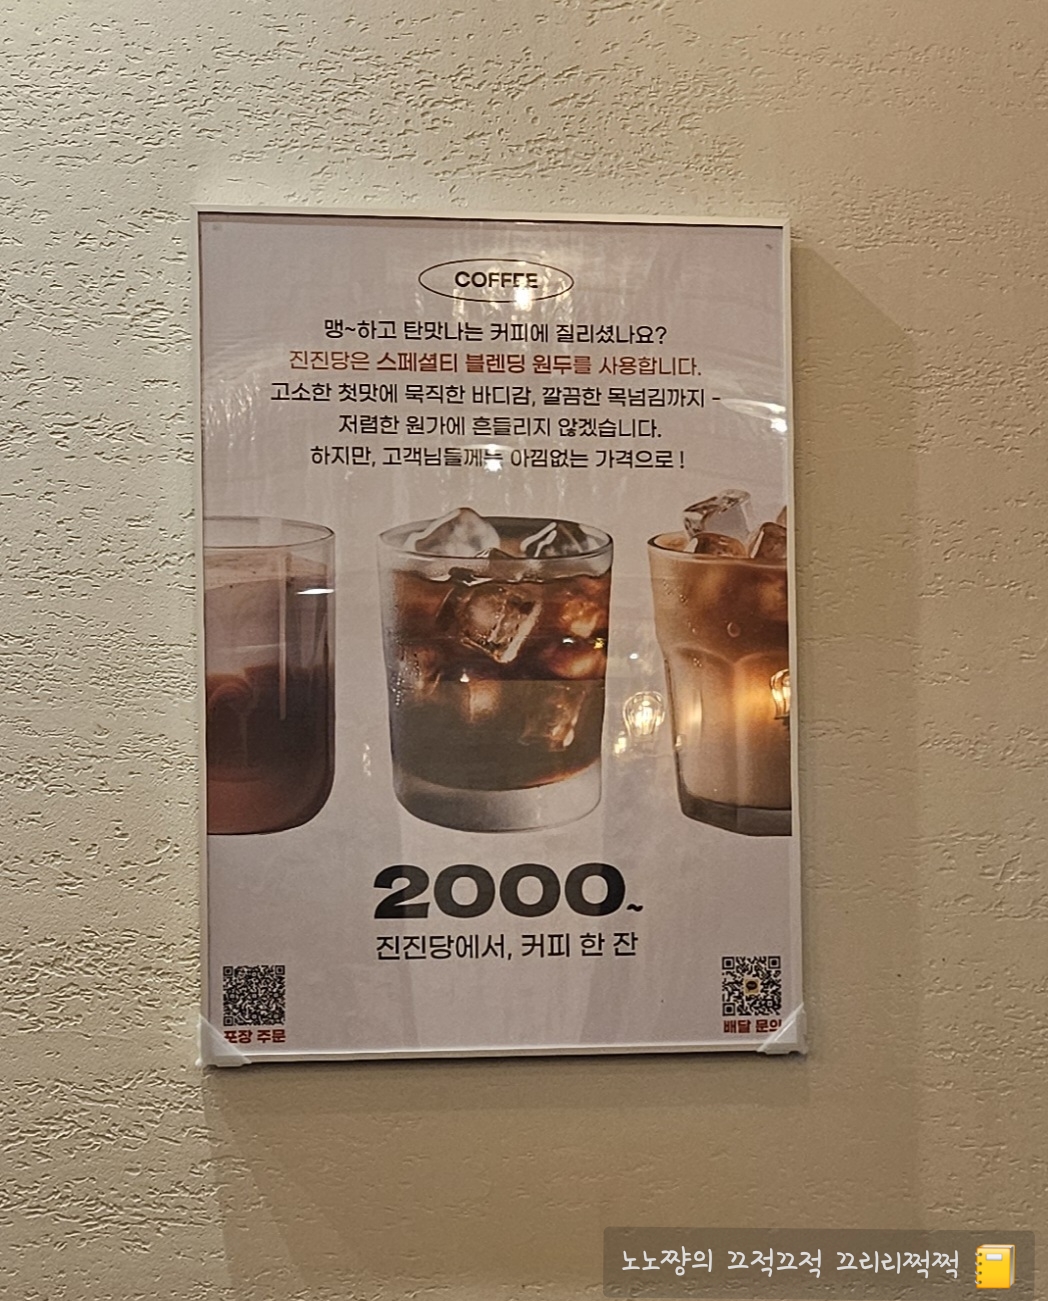 COFFEE
맹~하고 탄맛나는 커피에 질리셨나요?
진진당은 스페셜티 블렌딩 원두를 사용합니다.
고소한 첫맛에 묵직한 바디감, 깔끔한 목넘김까지 -
저렴한 원가에 흔들리지 않겠습니다.
하지만, 고객님들께는 아낌없는 가격으로 !
2000~
진진당에서, 커피 한 잔
포장 주문
배달 문의
노노쨩의 끄적끄적 끄리리쩍쩍